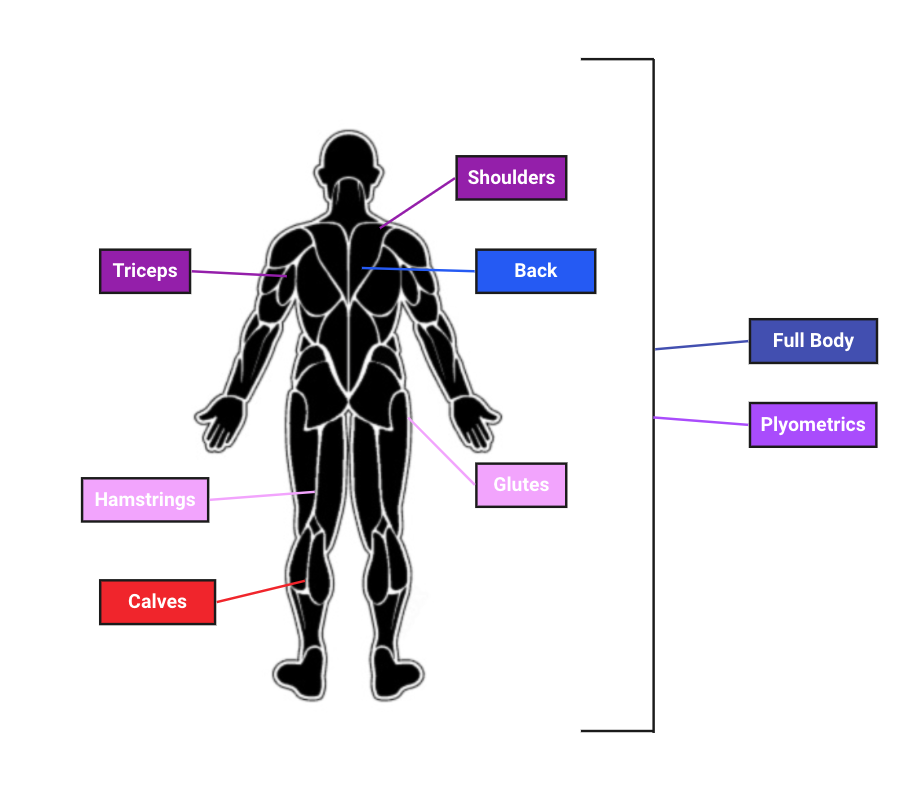 Shoulders
Triceps
Back
Full Body
Plyometrics
Glutes
Hamstrings
Calves